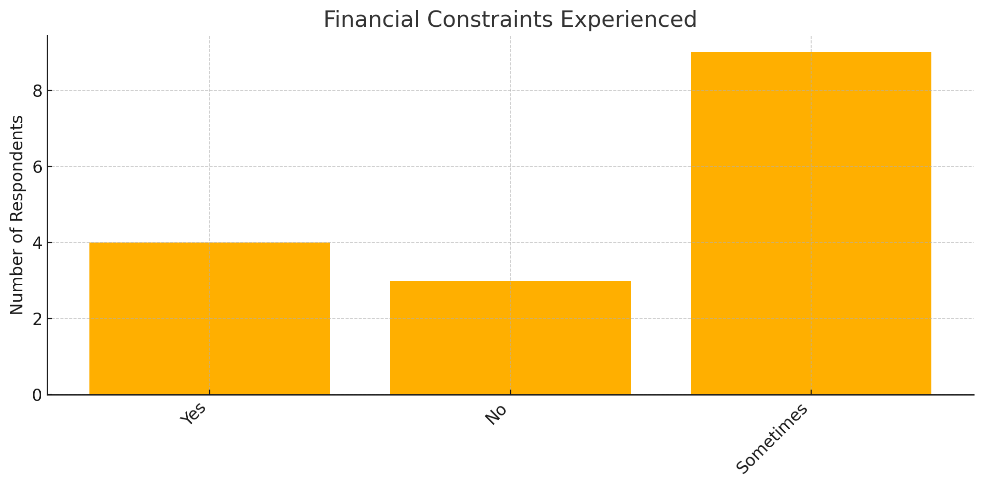 Financial Constraints Experienced
Number of Respondents
8
6
4
2
0
Yes
No
Sometimes